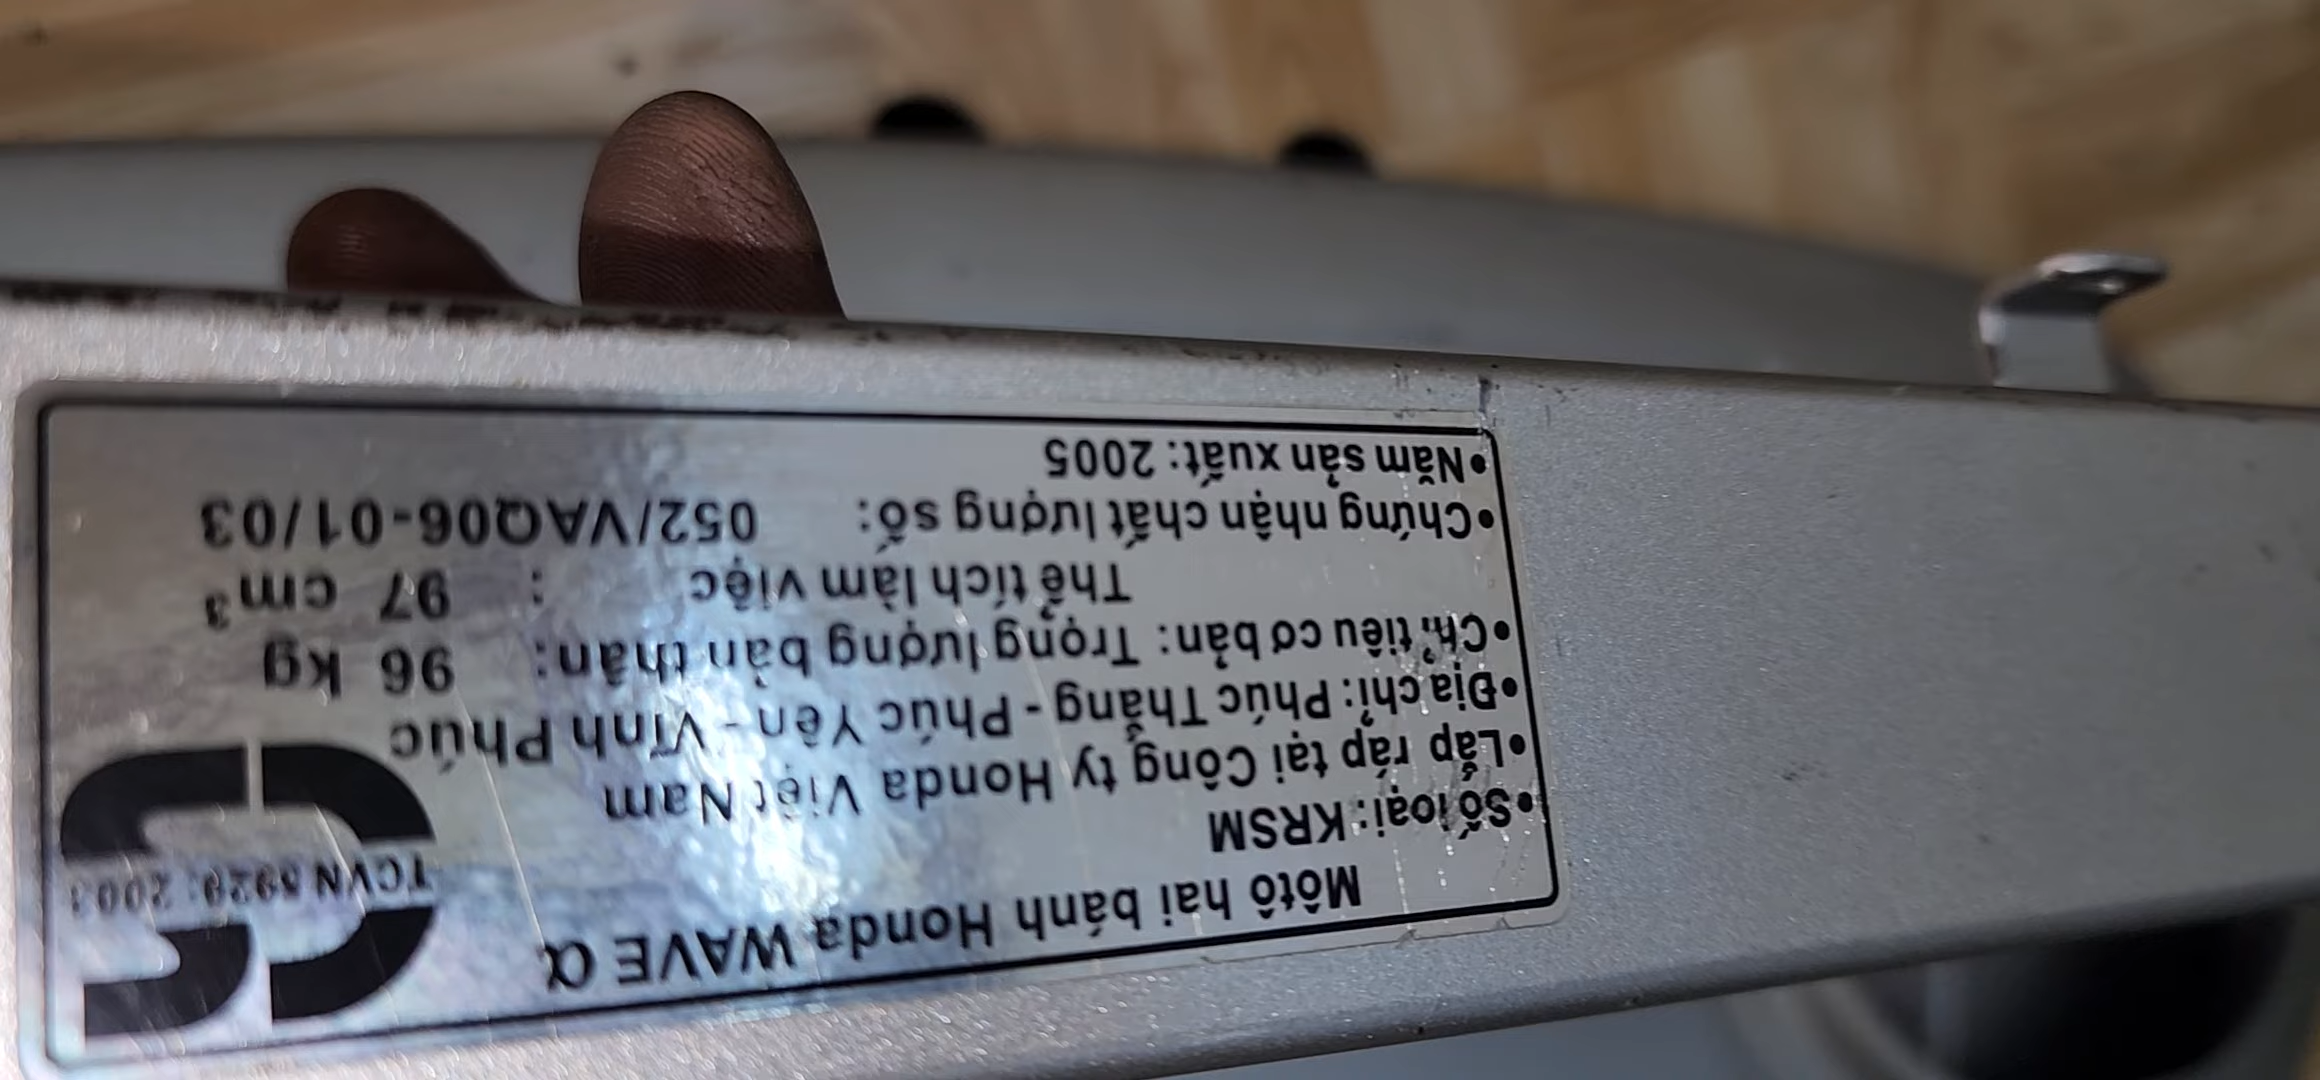 Môtô hai bánh Honda WAVE α
•Số loại: KRSM
•Lắp ráp tại Công ty Honda Việt Nam
•Địa chỉ: Phúc Thắng - Phúc Yên - Vĩnh Phúc
•Chỉ tiêu cơ bản: Trọng lượng bản thân: 96 kg
Thể tích làm việc : 97 cm³
•Chứng nhận chất lượng số: 052/VAQ06-01/03
•Năm sản xuất: 2005
TCVN 5929: 2001